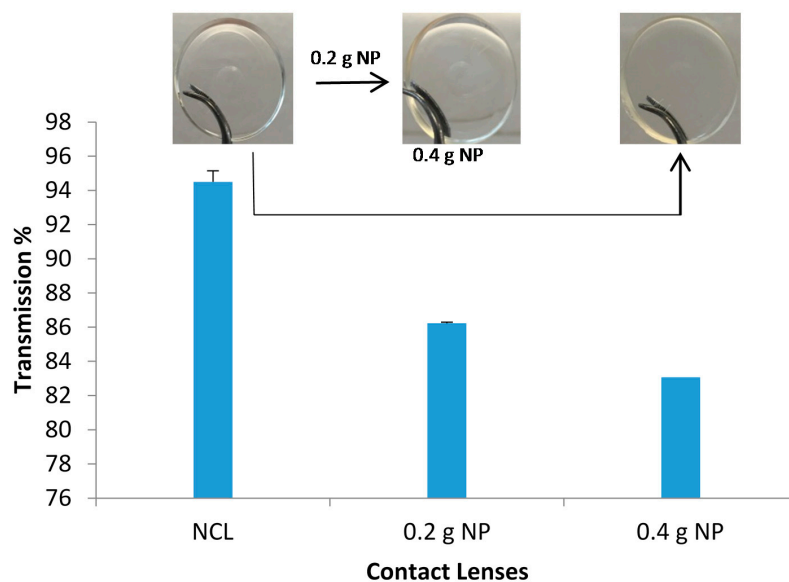 0.2 g NP
0.4 g NP
98
96
94
92
90
88
86
84
82
80
78
76
Transmission %
NCL
0.2 g NP
0.4 g NP
Contact Lenses